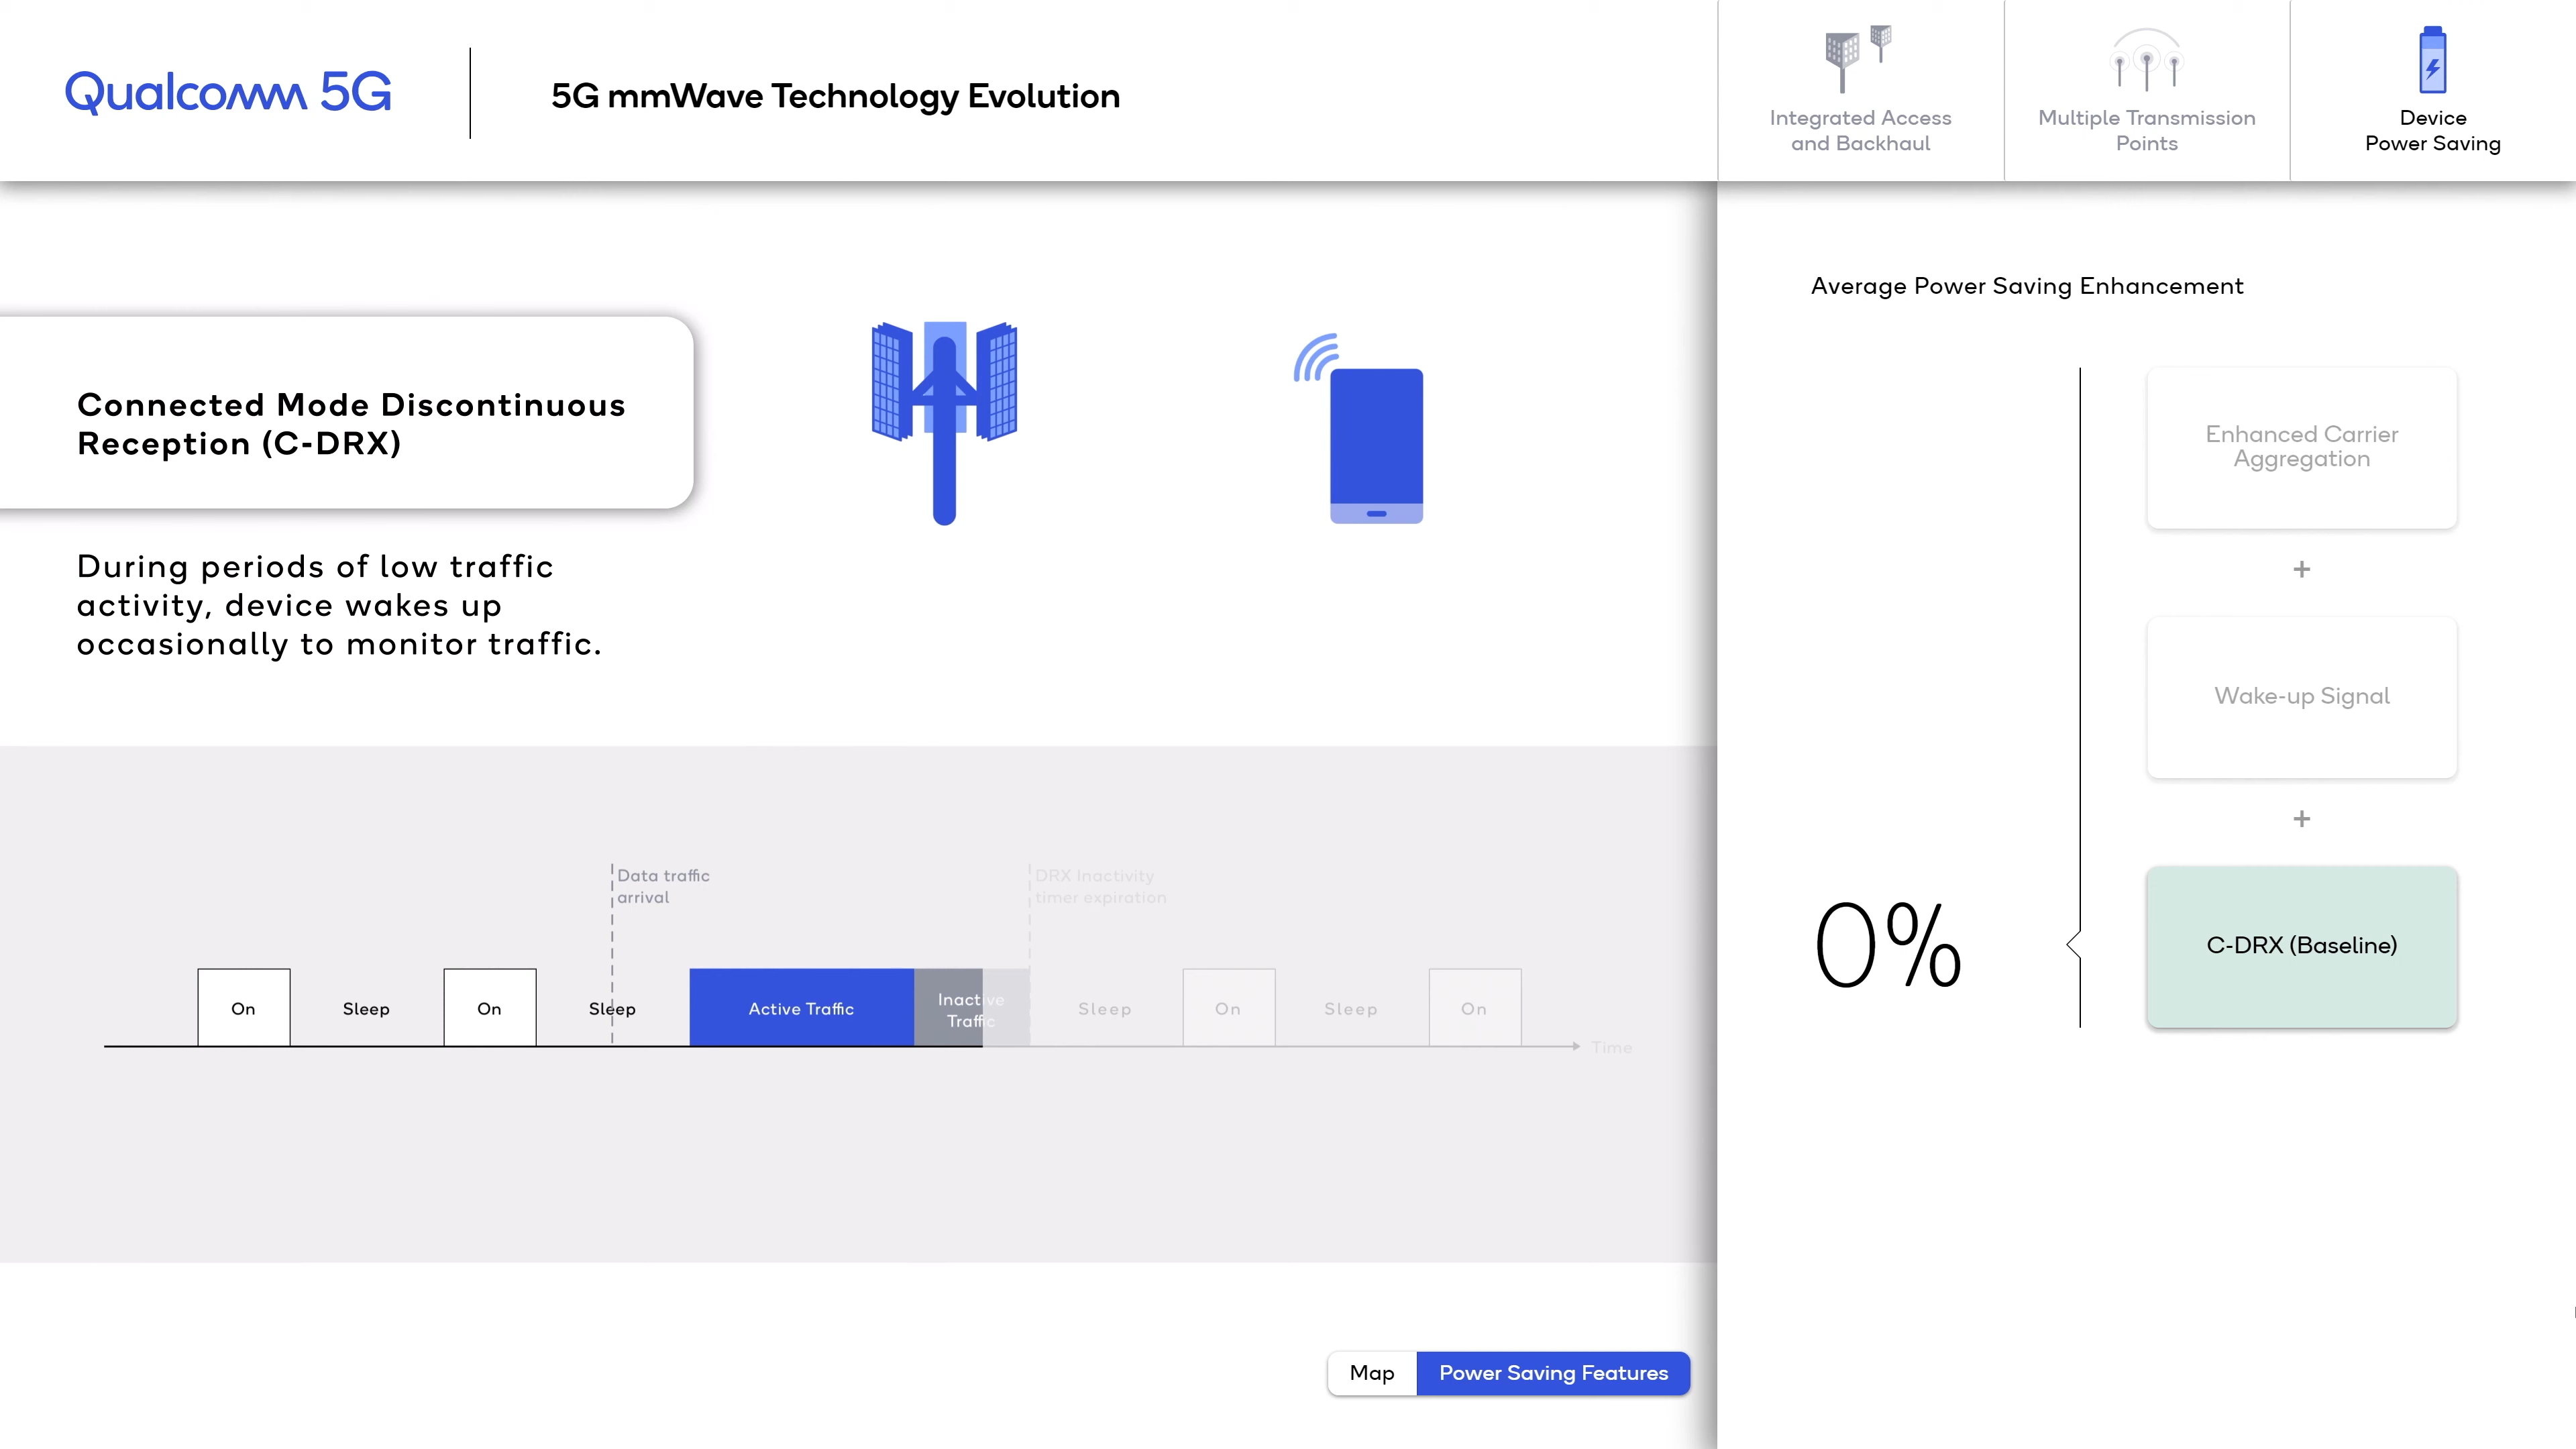 Qualcomm 5G
5G mmWave Technology Evolution
Integrated Access
and Backhaul
Multiple Transmission
Points
Device
Power Saving
Connected Mode Discontinuous
Reception (C-DRX)
During periods of low traffic
activity, device wakes up
occasionally to monitor traffic.
Data traffic
arrival
DRX Inactivity
timer expiration
On
Sleep
On
Sleep
Active Traffic
Inactive
Traffic
Sleep
On
Sleep
On
Time
Map
Power Saving Features
Average Power Saving Enhancement
Enhanced Carrier
Aggregation
+
Wake-up Signal
+
0%
C-DRX (Baseline)